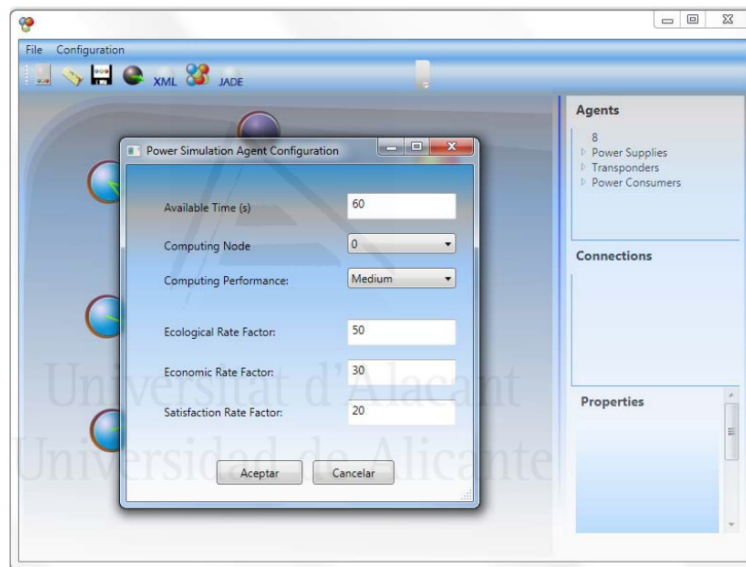 File Configuration
XML JADE
Agents
8
Power Supplies
Transponders
Power Consumers
Connections
Properties
Power Simulation Agent Configuration
Available Time (s) 60
Computing Node 0
Computing Performance: Medium
Ecological Rate Factor: 50
Economic Rate Factor: 30
Satisfaction Rate Factor: 20
Aceptar Cancelar
Universitat d'Alacant
Universidad de Alicante